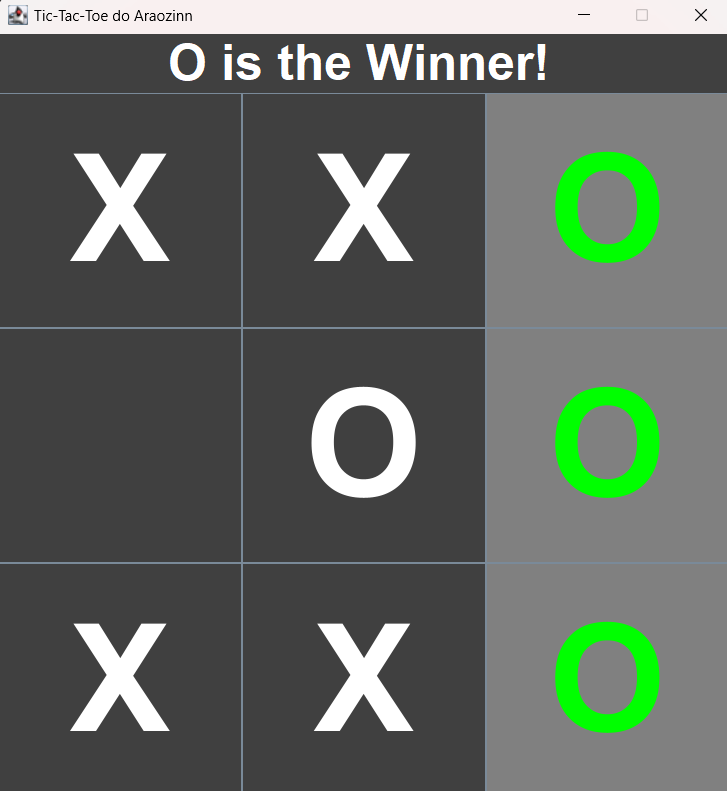 Tic-Tac-Toe do Araozinn
O is the Winner!
X X O
O O
X X O